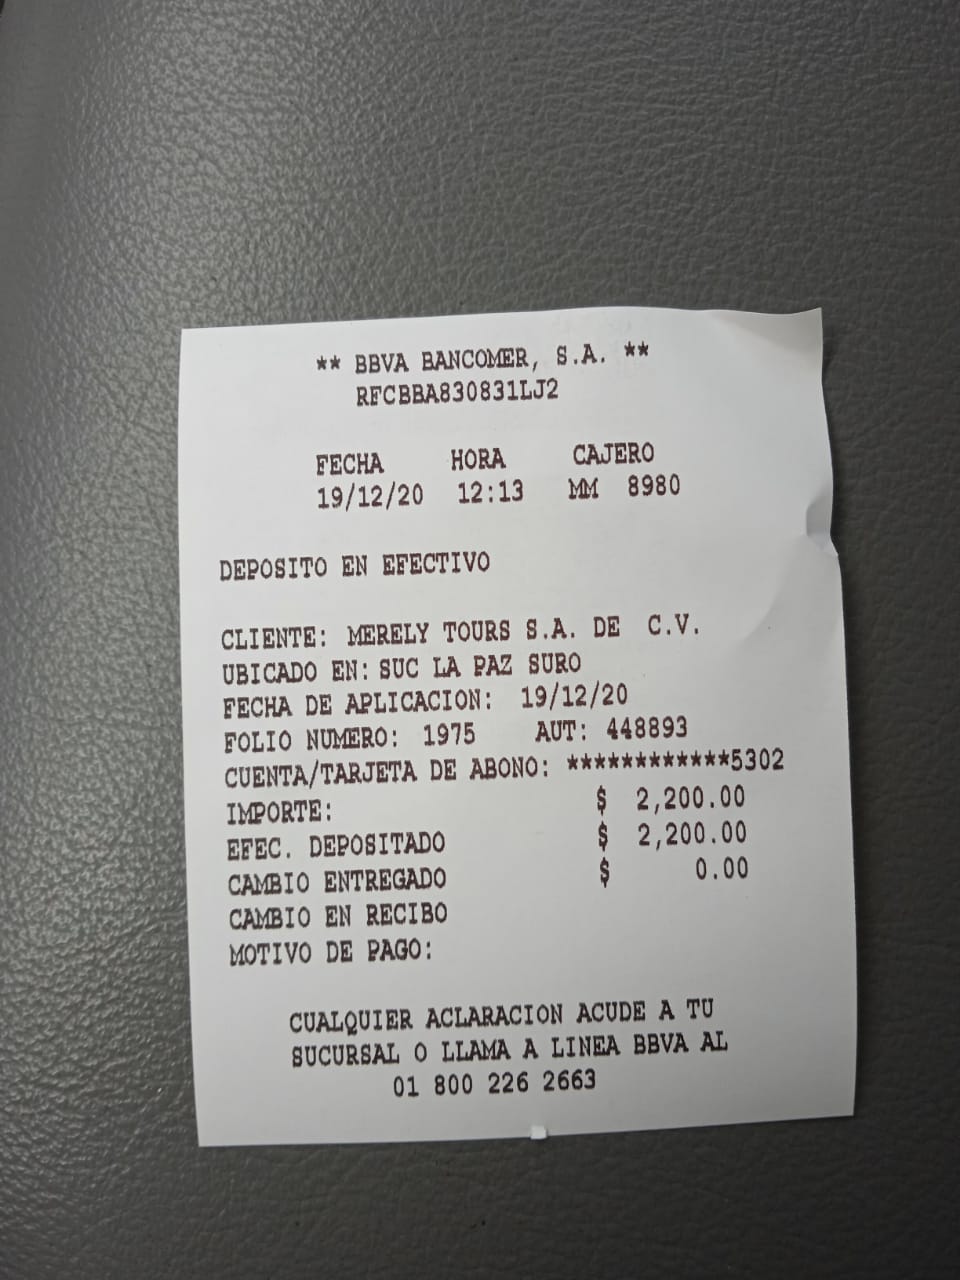 ** BBVA BANCOMER, S.A. **
RFCBBA830831LJ2
FECHA HORA CAJERO
19/12/20 12:13 MM 8980
DEPOSITO EN EFECTIVO
CLIENTE: MERELY TOURS S.A. DE C.V.
UBICADO EN: SUC LA PAZ SURO
FECHA DE APLICACION: 19/12/20
FOLIO NUMERO: 1975 AUT: 448893
CUENTA/TARJETA DE ABONO: ************5302
IMPORTE: $ 2,200.00
EFEC. DEPOSITADO $ 2,200.00
CAMBIO ENTREGADO $ 0.00
CAMBIO EN RECIBO
MOTIVO DE PAGO:
CUALQUIER ACLARACION ACUDE A TU
SUCURSAL O LLAMA A LINEA BBVA AL
01 800 226 2663